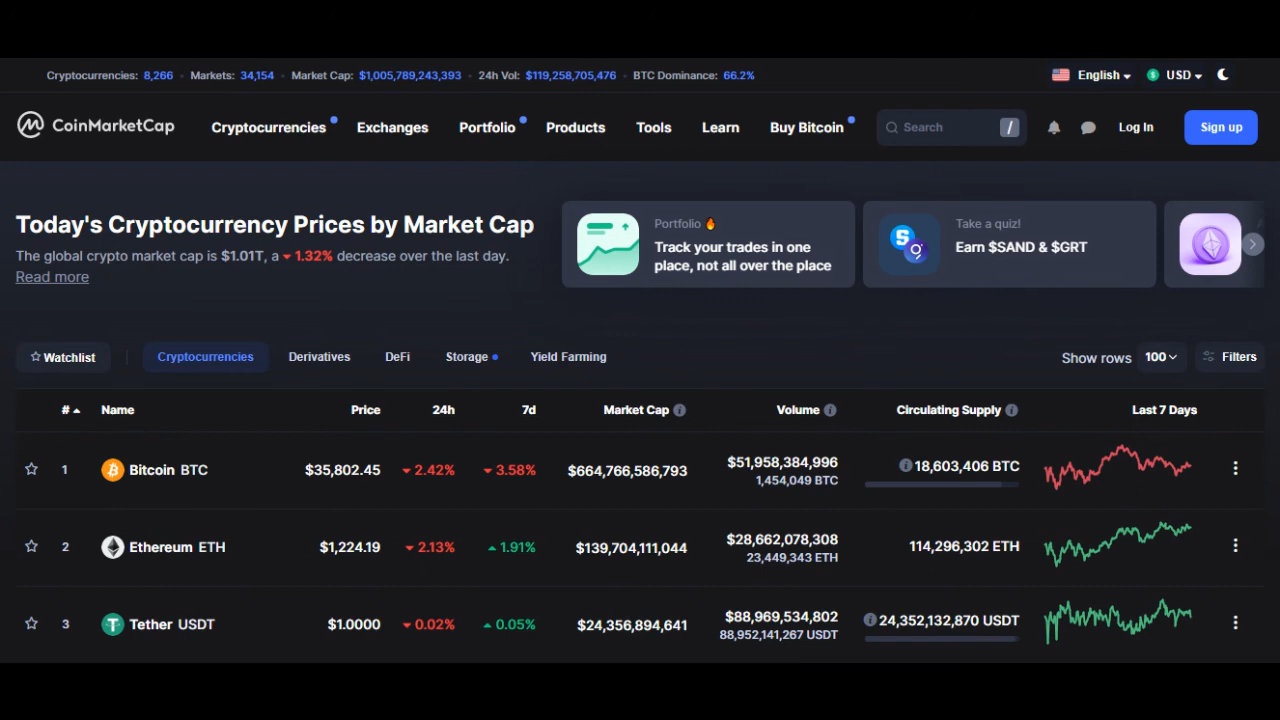 Cryptocurrencies: 8,266 · Markets: 34,154 · Market Cap: $1,005,789,243,393 · 24h Vol: $119,258,705,476 · BTC Dominance: 66.2% English USD
CoinMarketCap Cryptocurrencies Exchanges Portfolio Products Tools Learn Buy Bitcoin Search / Log In Sign up
Today's Cryptocurrency Prices by Market Cap
The global crypto market cap is $1.01T, a 1.32% decrease over the last day.
Read more
Portfolio
Track your trades in one
place, not all over the place
Take a quiz!
Earn $SAND & $GRT
Watchlist Cryptocurrencies Derivatives DeFi Storage Yield Farming Show rows 100 Filters
# Name Price 24h 7d Market Cap Volume Circulating Supply Last 7 Days
1 Bitcoin BTC $35,802.45 2.42% 3.58% $664,766,586,793 $51,958,384,996 18,603,406 BTC
1,454,049 BTC
2 Ethereum ETH $1,224.19 2.13% 1.91% $139,704,111,044 $28,662,078,308 114,296,302 ETH
23,449,343 ETH
3 Tether USDT $1.0000 0.02% 0.05% $24,356,894,641 $88,969,534,802 24,352,132,870 USDT
88,952,141,267 USDT